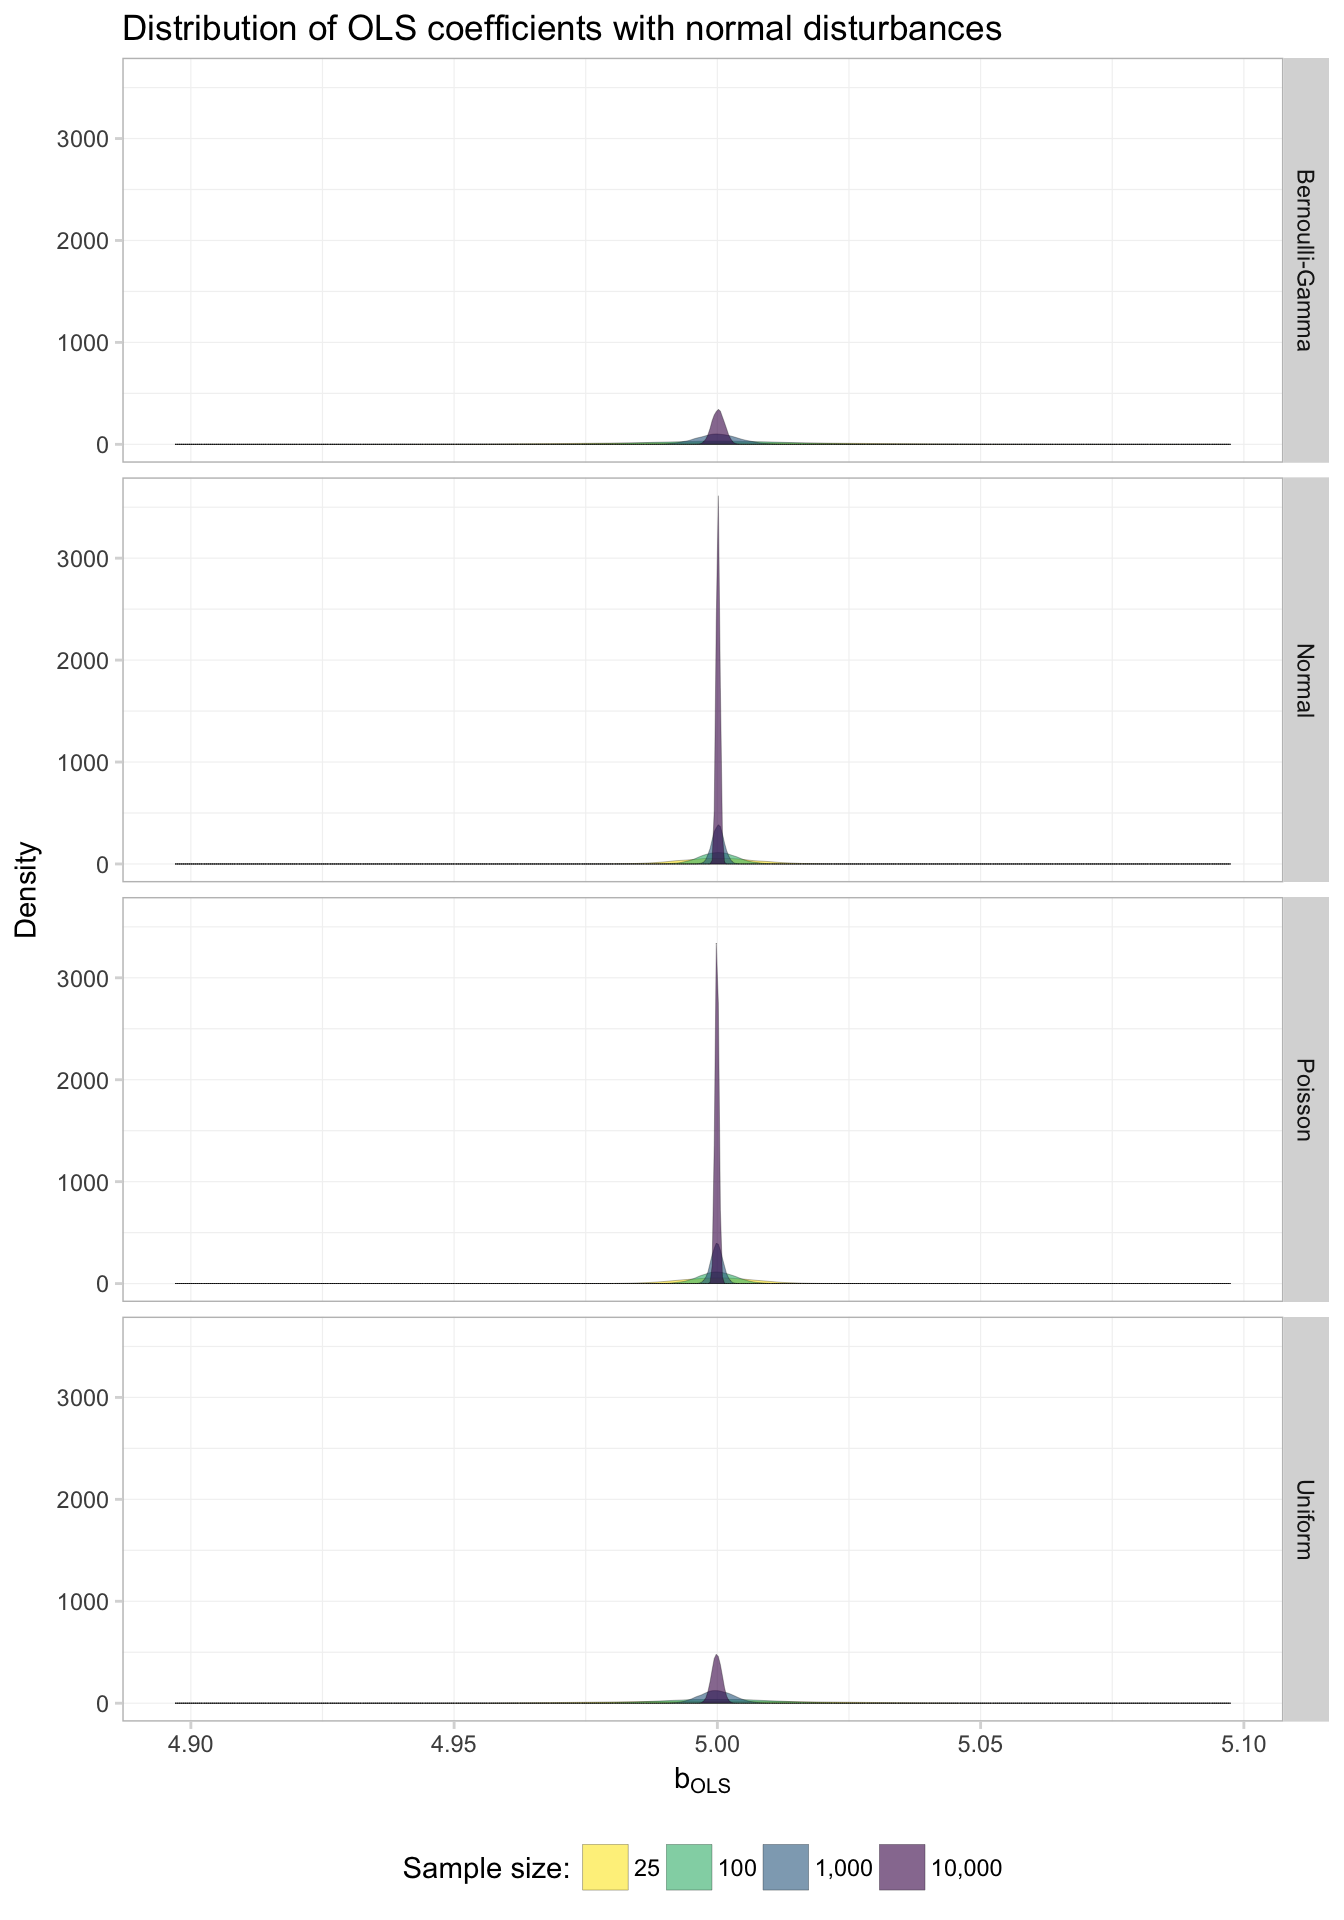 Distribution of OLS coefficients with normal disturbances
3000
2000
1000
0
Bernoulli-Gamma
3000
2000
1000
0
Normal
Density
3000
2000
1000
0
Poisson
3000
2000
1000
0
Uniform
4.90 4.95 5.00 5.05 5.10
bOLS
Sample size: 25 100 1,000 10,000